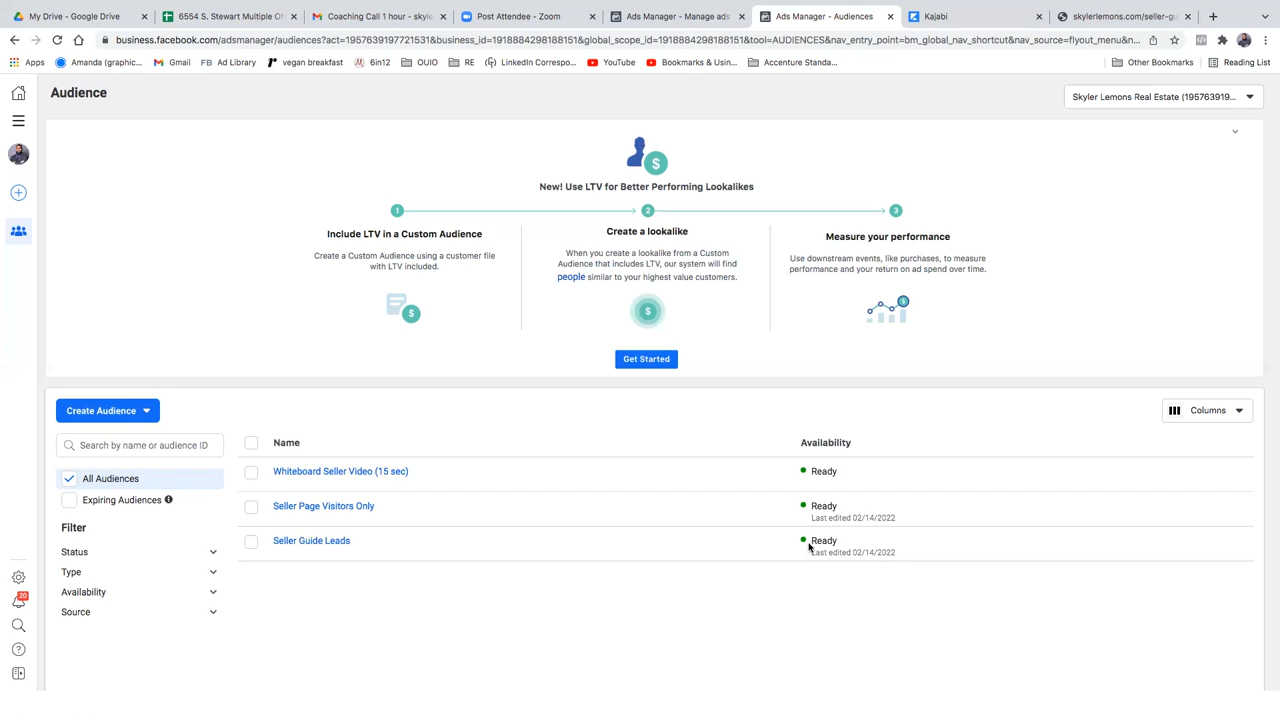 My Drive - Google Drive
6554 S. Stewart Multiple Of
Coaching Call 1 hour - skyle
Post Attendee - Zoom
Ads Manager - Manage ads
Ads Manager - Audiences
Kajabi
skylerlemons.com/seller-gu
business.facebook.com/adsmanager/audiences?act=1957639197721531&business_id=1918884298188151&global_scope_id=1918884298188151&tool=AUDIENCES&nav_entry_point=bm_global_nav_shortcut&nav_source=flyout_menu&n...
Apps
Amanda (graphic...
Gmail
FB Ad Library
vegan breakfast
6in12
OUIO
RE
LinkedIn Correspo...
YouTube
Bookmarks & Usin...
Accenture Standa...
Other Bookmarks
Reading List
Audience
Skyler Lemons Real Estate (195763919...
New! Use LTV for Better Performing Lookalikes
1
2
3
Include LTV in a Custom Audience
Create a Custom Audience using a customer file
with LTV included.
Create a lookalike
When you create a lookalike from a Custom
Audience that includes LTV, our system will find
people similar to your highest value customers.
Measure your performance
Use downstream events, like purchases, to measure
performance and your return on ad spend over time.
Get Started
Create Audience
Columns
Search by name or audience ID
All Audiences
Expiring Audiences
Filter
Status
Type
Availability
Source
Name
Availability
Whiteboard Seller Video (15 sec)
Ready
Seller Page Visitors Only
Ready
Last edited 02/14/2022
Seller Guide Leads
Ready
Last edited 02/14/2022
20